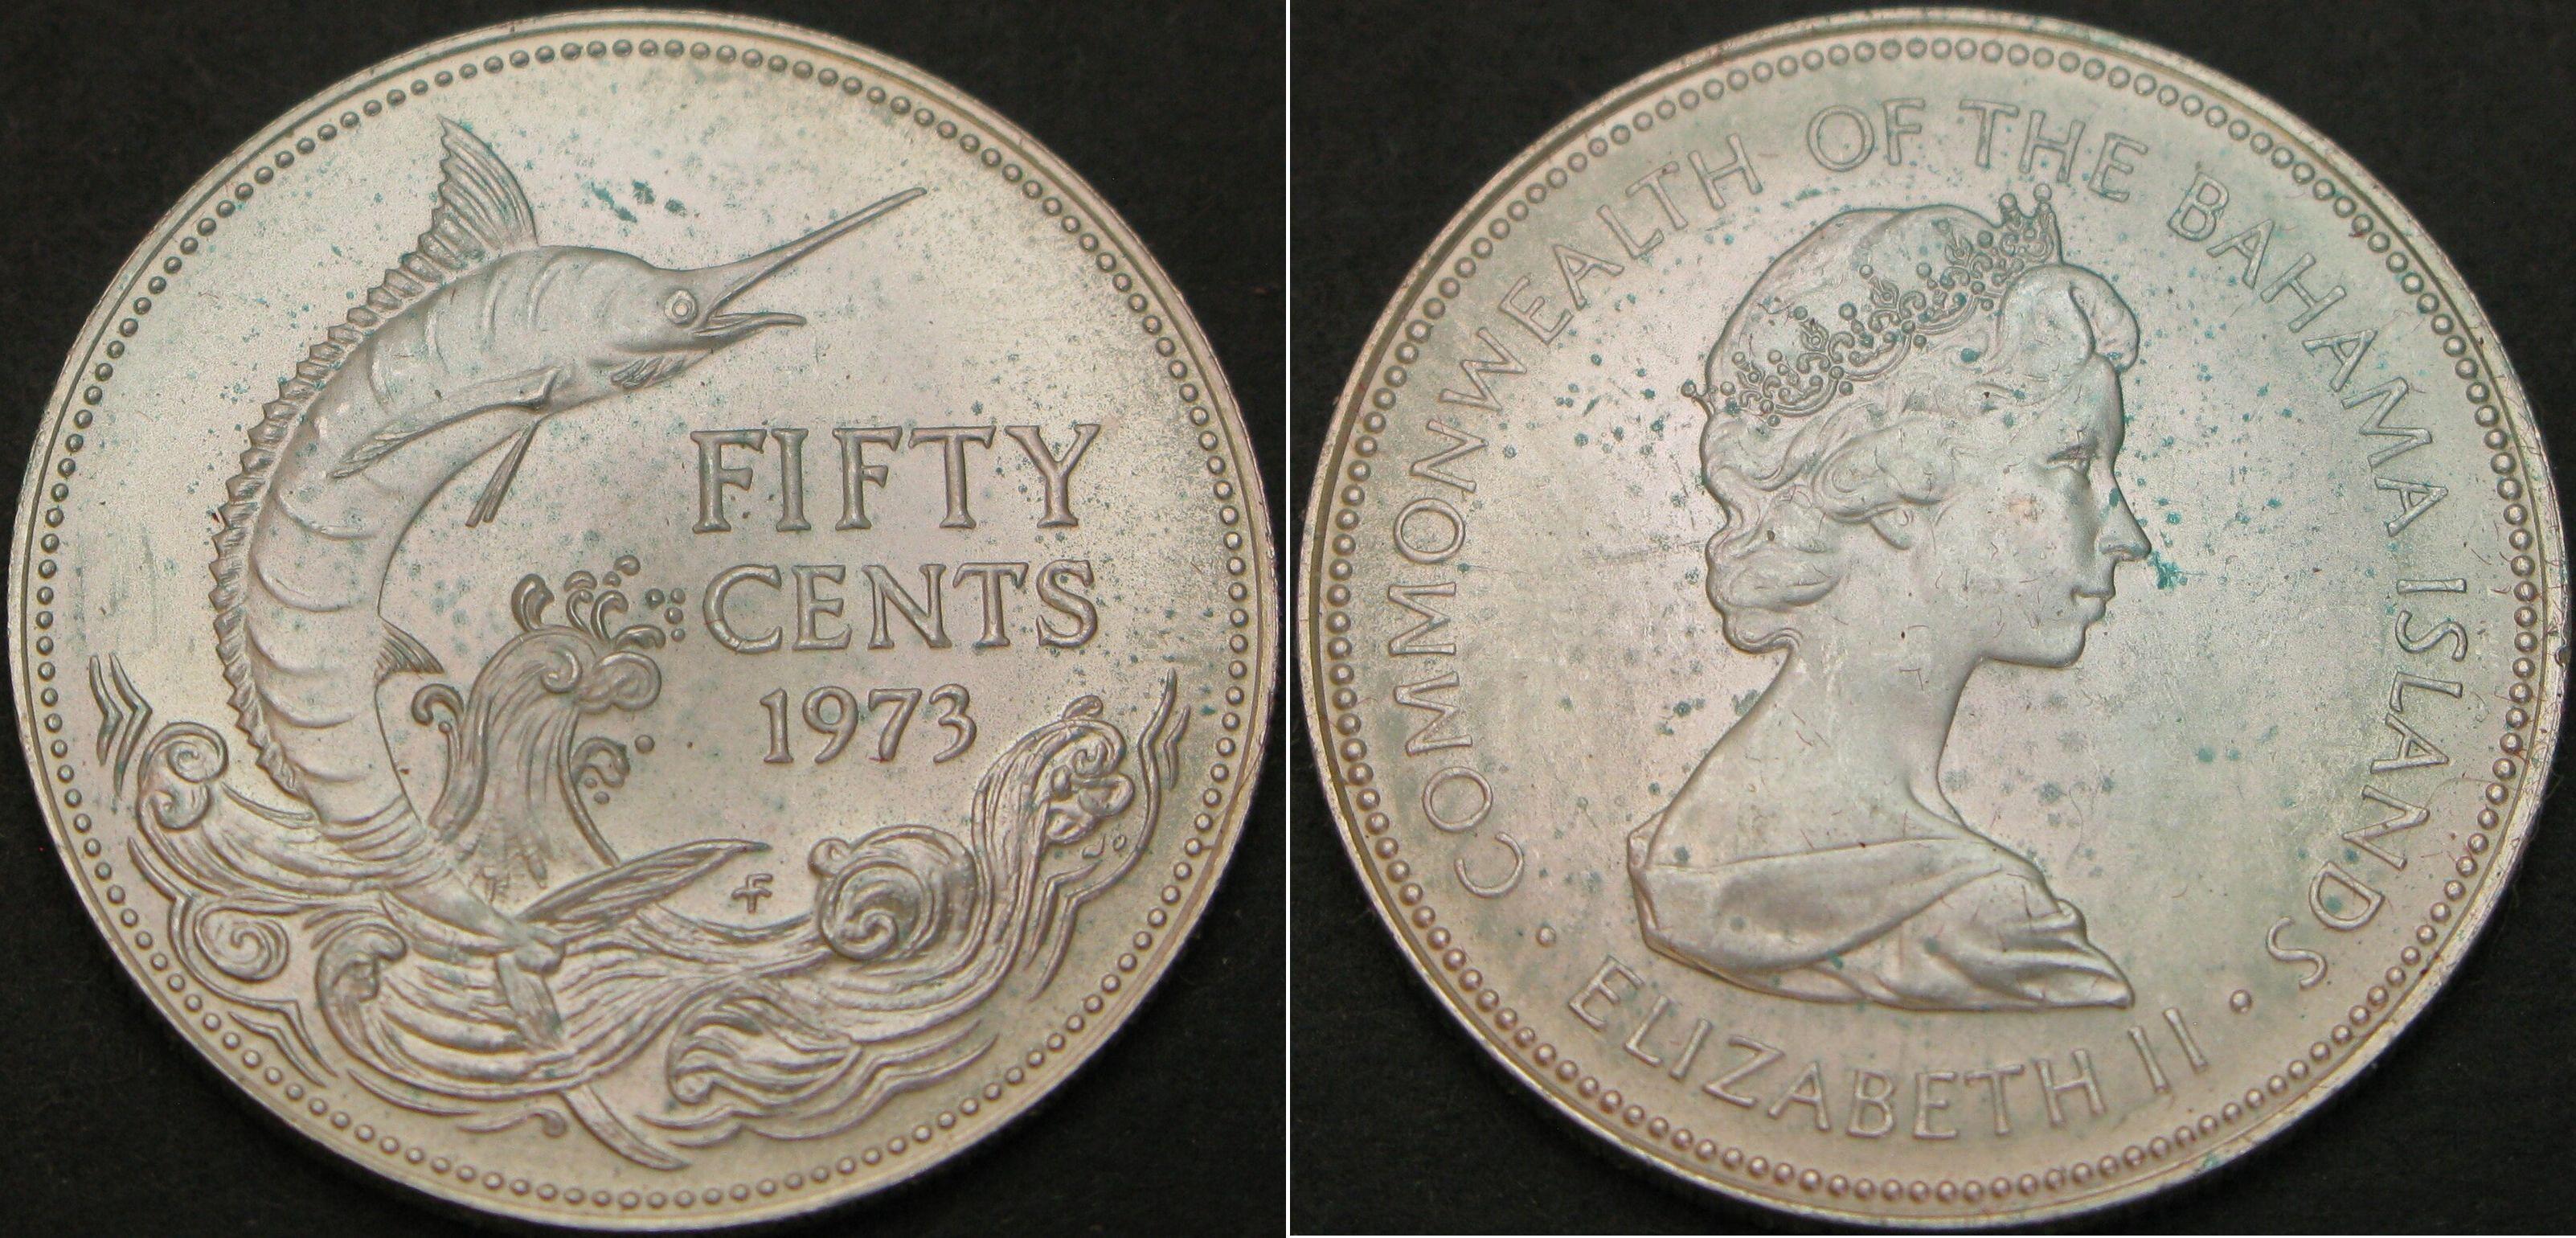 FIFTY
CENTS
1973
COMMONWEALTH OF THE BAHAMA ISLANDS
• ELIZABETH II •